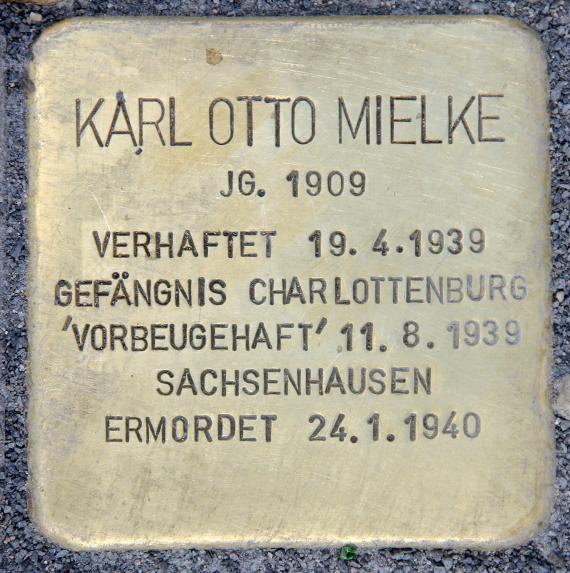 KARL OTTO MIELKE
JG. 1909
VERHAFTET 19.4.1939
GEFÄNGNIS CHARLOTTENBURG
'VORBEUGEHAFT' 11.8.1939
SACHSENHAUSEN
ERMORDET 24.1.1940